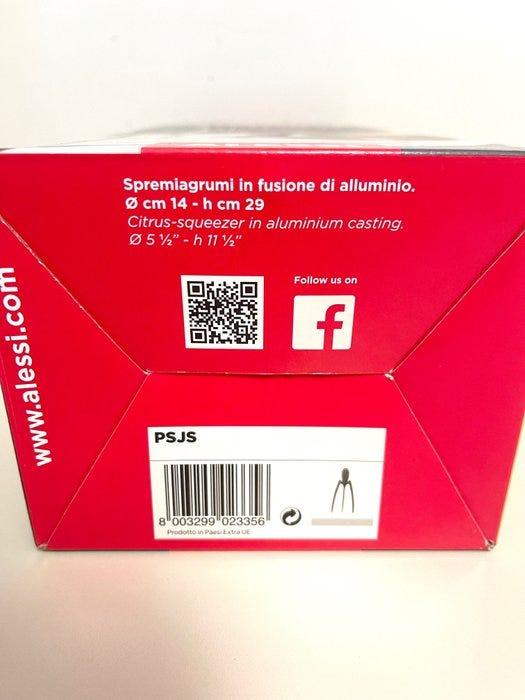 Spremiagrumi in fusione di alluminio.
Ø cm 14 - h cm 29
Citrus-squeezer in aluminium casting.
Ø 5 ½” - h 11 ½”
Follow us on
www.alessi.com
PSJS
8 003299 023356
Prodotto in Paesi Extra UE